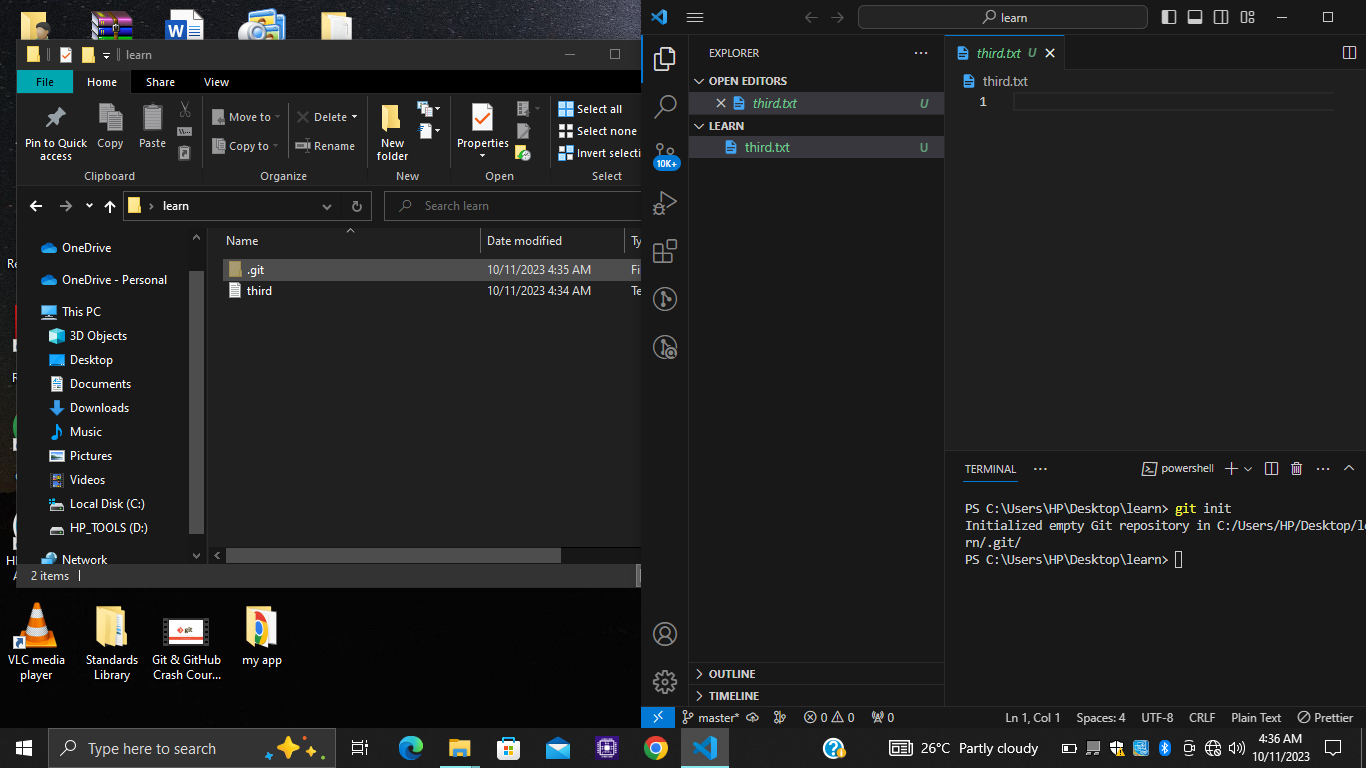 learn
File
Home
Share
View
Pin to Quick
access
Copy
Paste
Move to
Copy to
Delete
Rename
New
folder
Properties
Select all
Select none
Invert selecti
Clipboard
Organize
New
Open
Select
learn
Search learn
OneDrive
OneDrive - Personal
This PC
3D Objects
Desktop
Documents
Downloads
Music
Pictures
Videos
Local Disk (C:)
HP_TOOLS (D:)
Network
Name
Date modified
Ty
.git
10/11/2023 4:35 AM
Fi
third
10/11/2023 4:34 AM
Te
2 items
VLC media
player
Standards
Library
Git & GitHub
Crash Cour...
my app
learn
EXPLORER
OPEN EDITORS
third.txt U
LEARN
third.txt U
10K+
OUTLINE
TIMELINE
third.txt U
third.txt
1
TERMINAL
powershell
PS C:\Users\HP\Desktop\learn> git init
Initialized empty Git repository in C:/Users/HP/Desktop/le
rn/.git/
PS C:\Users\HP\Desktop\learn>
master*
0 0
0
Ln 1, Col 1
Spaces: 4
UTF-8
CRLF
Plain Text
Prettier
Type here to search
26°C Partly cloudy
4:36 AM
10/11/2023